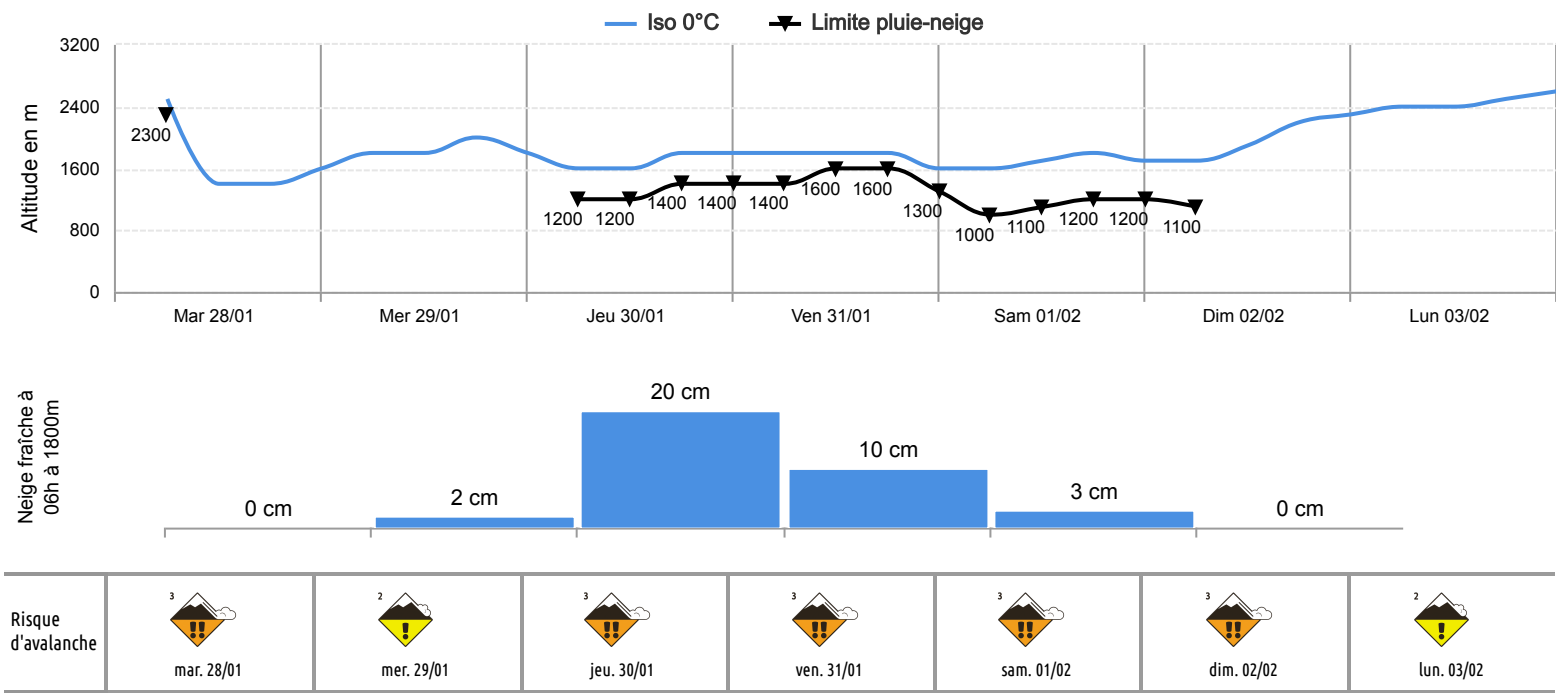 Iso 0°C Limite pluie-neige
Altitude en m
3200
2400
1600
800
0
2300
1200 1200 1400 1400 1400 1600 1600 1300 1000 1100 1200 1200 1100
Mar 28/01 Mer 29/01 Jeu 30/01 Ven 31/01 Sam 01/02 Dim 02/02 Lun 03/02
Neige fraîche à
06h à 1800m
0 cm 2 cm 20 cm 10 cm 3 cm 0 cm
Risque
d'avalanche
3 2 3 3 3 3 2
!! ! !! !! !! !! !
mar. 28/01 mer. 29/01 jeu. 30/01 ven. 31/01 sam. 01/02 dim. 02/02 lun. 03/02